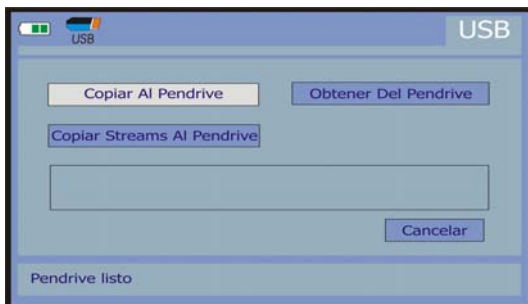 USB
USB
Copiar Al Pendrive
Obtener Del Pendrive
Copiar Streams Al Pendrive
Cancelar
Pendrive listo